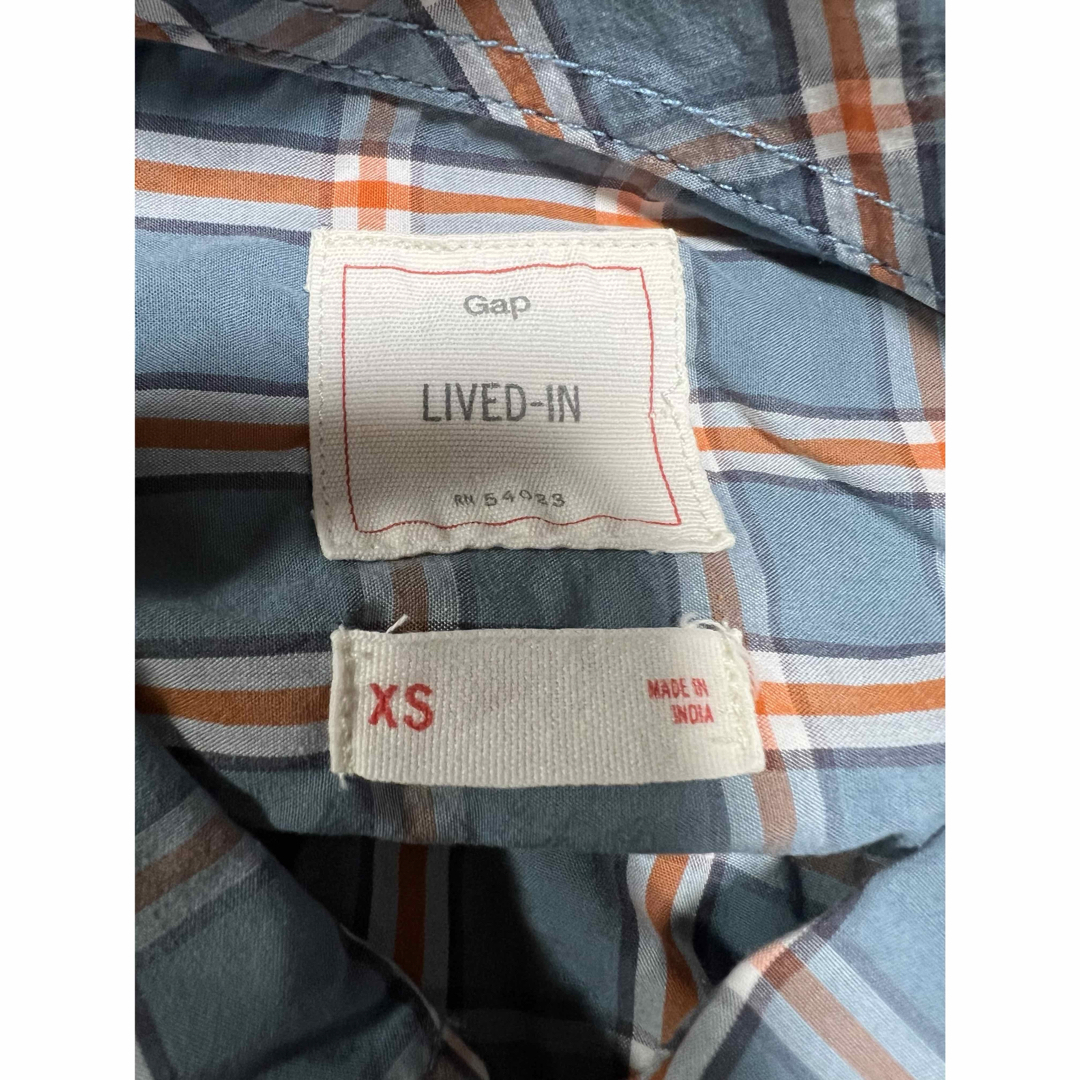 Gap
LIVED-IN
RN 54023
XS
MADE IN
INDIA